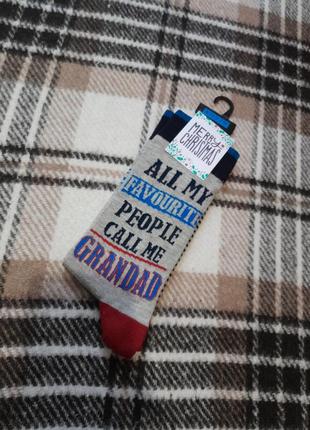 MERRY
CHRISTMAS
ALL MY
FAVOURITE
PEOPLE
CALL ME
GRANDAD